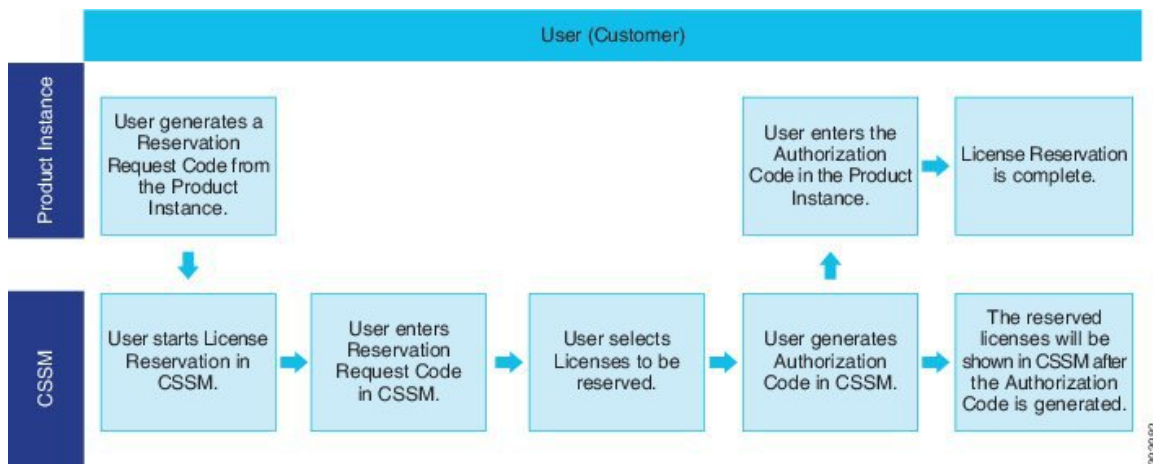 User (Customer)
Product Instance
User generates a
Reservation
Request Code from
the Product
Instance.
User enters the
Authorization
Code in the Product
Instance.
License Reservation
is complete.
CSSM
User starts License
Reservation in
CSSM.
User enters
Reservation
Request Code
in CSSM.
User selects
Licenses to be
reserved.
User generates
Authorization
Code in CSSM.
The reserved
licenses will be
shown in CSSM after
the Authorization
Code is generated.